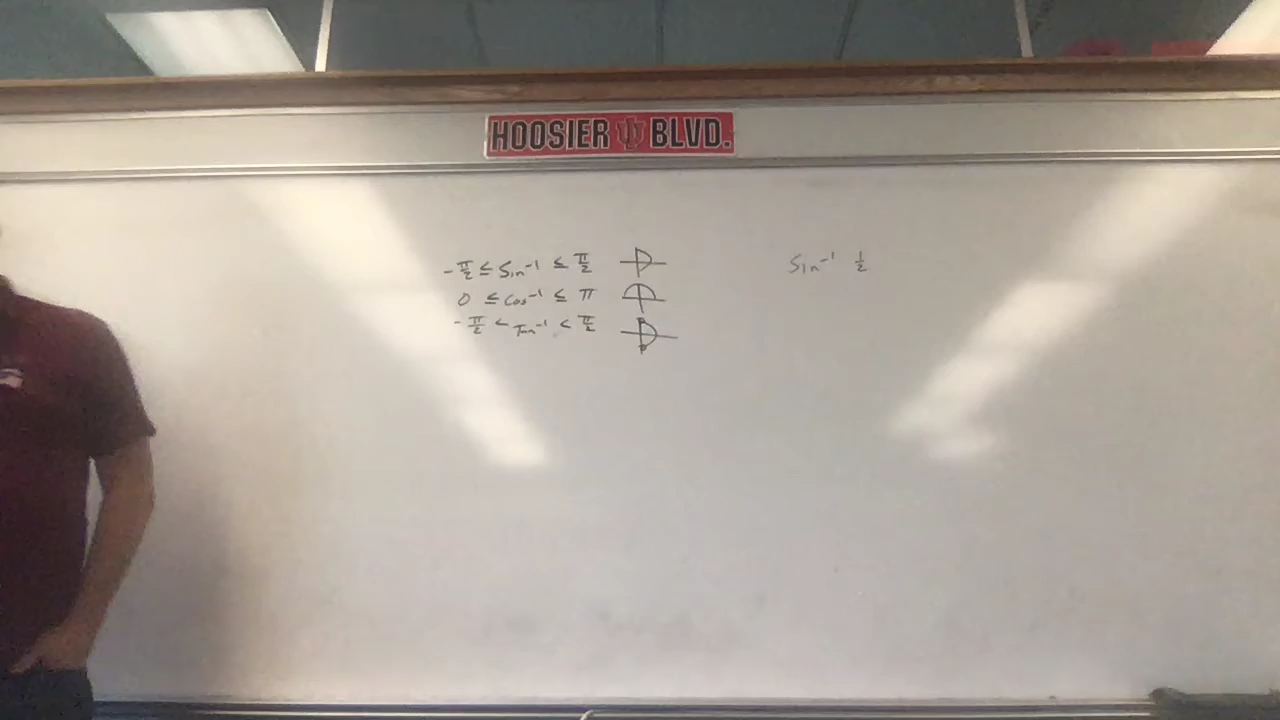 HOOSIER BLVD.
-π/2 ≤ Sin⁻¹ ≤ π/2
0 ≤ Cos⁻¹ ≤ π
-π/2 < Tan⁻¹ < π/2
Sin⁻¹ 1/2